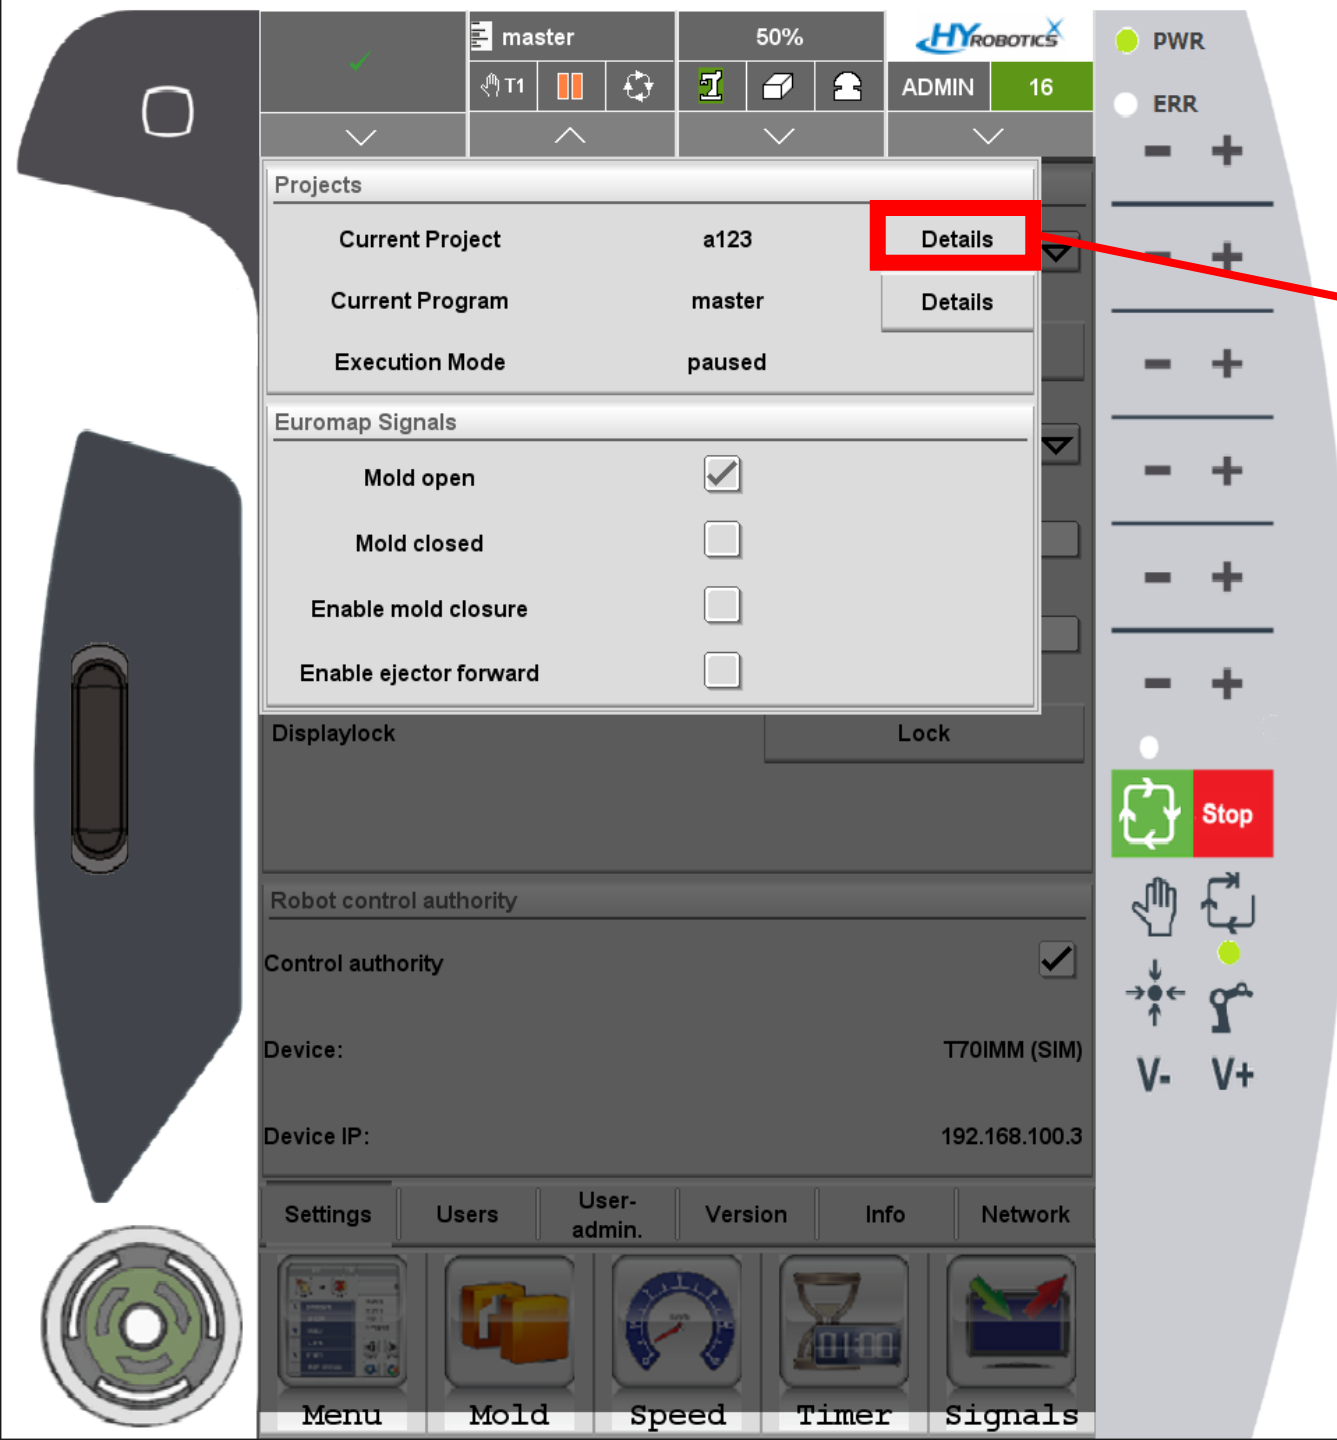 master
50%
HYROBOTICS
PWR
T1
ADMIN
16
ERR
Projects
Current Project
a123
Details
Current Program
master
Details
Execution Mode
paused
Euromap Signals
Mold open
Mold closed
Enable mold closure
Enable ejector forward
Displaylock
Lock
Stop
Robot control authority
Control authority
Device:
T70IMM (SIM)
V-
V+
Device IP:
192.168.100.3
Settings
Users
User-
admin.
Version
Info
Network
01:00
Menu
Mold
Speed
Timer
Signals